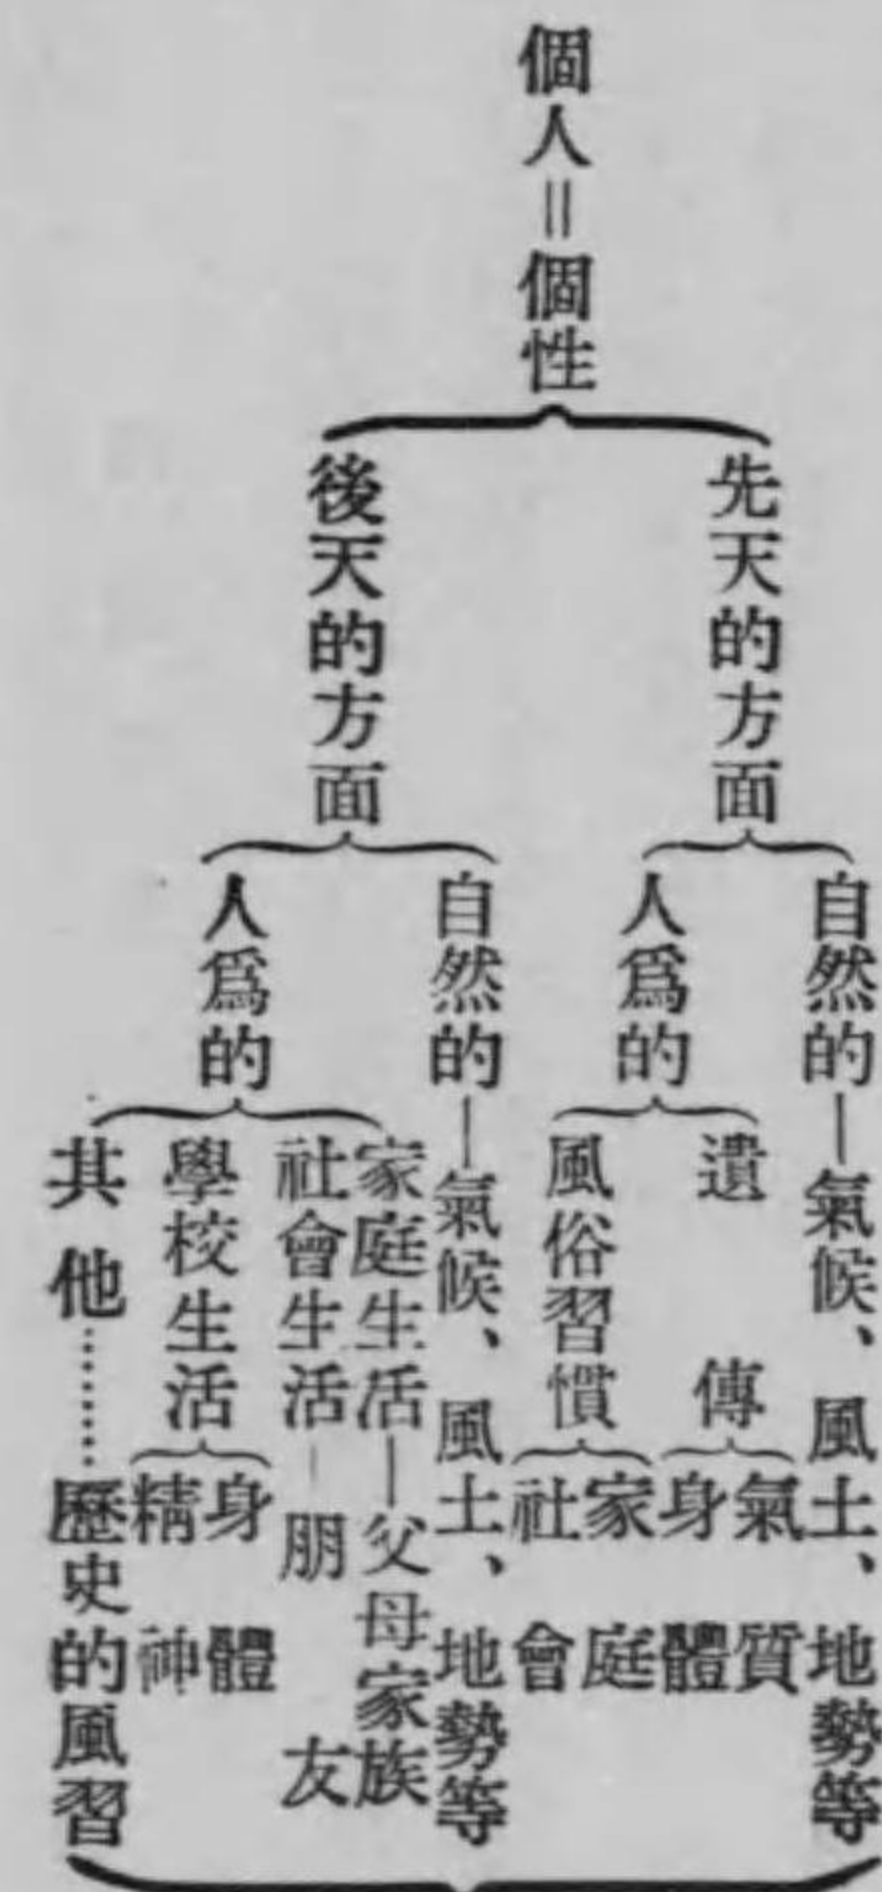 個人＝個性
先天的方面
自然的―氣候、風土、地勢等
人爲的
遺傳
氣質
身體
風俗習慣
家庭
社會
後天的方面
自然的―氣候、風土、地勢等
人爲的
家庭生活―父母家族
社會生活―朋友
學校生活
身體
精神
其他………歷史的風習